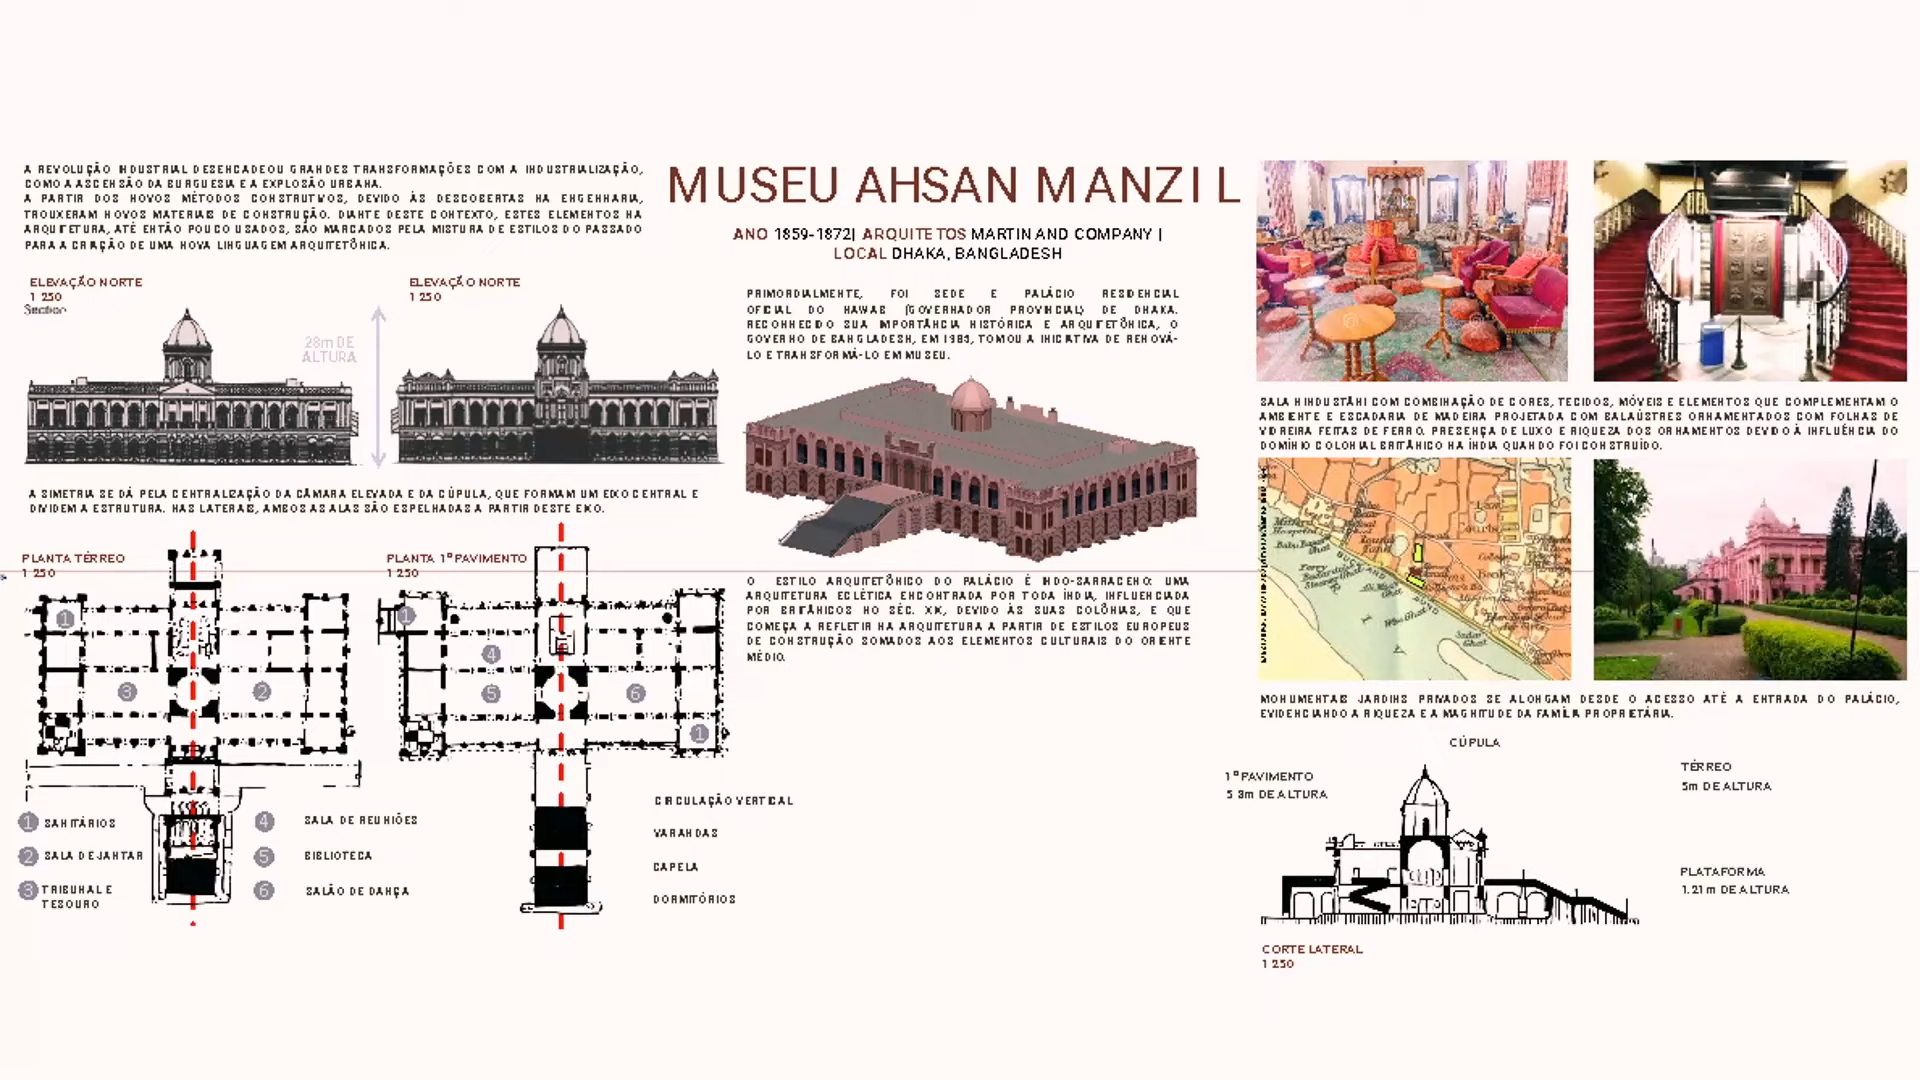 A REVOLUÇÃO INDUSTRIAL DESENCADEOU GRANDES TRANSFORMAÇÕES COM A INDUSTRIALIZAÇÃO,
COMO A ASCENSÃO DA BURGUESIA E A EXPLOSÃO URBANA.
A PARTIR DOS NOVOS MÉTODOS CONSTRUTIVOS, DEVIDO ÀS DESCOBERTAS NA ENGENHARIA,
TROUXERAM NOVOS MATERIAIS DE CONSTRUÇÃO. DIANTE DESTE CONTEXTO, ESTES ELEMENTOS NA
ARQUITETURA, ATÉ ENTÃO POUCO USADOS, SÃO MARCADOS PELA MISTURA DE ESTILOS DO PASSADO
PARA A CRIAÇÃO DE UMA NOVA LINGUAGEM ARQUITETÔNICA.
ELEVAÇÃO NORTE
1 250
Section
28m DE
ALTURA
ELEVAÇÃO NORTE
1 250
A SIMETRIA SE DÁ PELA CENTRALIZAÇÃO DA CÂMARA ELEVADA E DA CÚPULA, QUE FORMAM UM EIXO CENTRAL E
DIVIDEM A ESTRUTURA. NAS LATERAIS, AMBOS AS ALAS SÃO ESPELHADAS A PARTIR DESTE EIXO.
PLANTA TÉRREO
1 250
1
3
2
PLANTA 1º PAVIMENTO
1 250
1
4
5
6
1
1 SANITÁRIOS
2 SALA DE JANTAR
3 TRIBUNAL E
TESOURO
4 SALA DE REUNIÕES
5 BIBLIOTECA
6 SALÃO DE DANÇA
CIRCULAÇÃO VERTICAL
VARANDAS
CAPELA
DORMITÓRIOS
MUSEU AHSAN MANZIL
ANO 1859-1872| ARQUITETOS MARTIN AND COMPANY |
LOCAL DHAKA, BANGLADESH
PRIMORDIALMENTE, FOI SEDE E PALÁCIO RESIDENCIAL
OFICIAL DO NAWAB (GOVERNADOR PROVINCIAL) DE DHAKA.
RECONHECIDO SUA IMPORTÂNCIA HISTÓRICA E ARQUITETÔNICA, O
GOVERNO DE BANGLADESH, EM 1985, TOMOU A INICIATIVA DE RENOVÁ-
LO E TRANSFORMÁ-LO EM MUSEU.
O ESTILO ARQUITETÔNICO DO PALÁCIO É INDO-SARRACENO: UMA
ARQUITETURA ECLÉTICA ENCONTRADA POR TODA ÍNDIA, INFLUENCIADA
POR BRITÂNICOS NO SÉC. XIX, DEVIDO ÀS SUAS COLÔNIAS, E QUE
COMEÇA A REFLETIR NA ARQUITETURA A PARTIR DE ESTILOS EUROPEUS
DE CONSTRUÇÃO SOMADOS AOS ELEMENTOS CULTURAIS DO ORIENTE
MÉDIO.
SALA HINDUSTÂNI COM COMBINAÇÃO DE CORES, TECIDOS, MÓVEIS E ELEMENTOS QUE COMPLEMENTAM O
AMBIENTE E ESCADARIA DE MADEIRA PROJETADA COM BALAÚSTRES ORNAMENTADOS COM FOLHAS DE
VIDREIRA FEITAS DE FERRO. PRESENÇA DE LUXO E RIQUEZA DOS ORNAMENTOS DEVIDO À INFLUÊNCIA DO
DOMÍNIO COLONIAL BRITÂNICO NA ÍNDIA QUANDO FOI CONSTRUÍDO.
MONUMENTAIS JARDINS PRIVADOS SE ALONGAM DESDE O ACESSO ATÉ A ENTRADA DO PALÁCIO,
EVIDENCIANDO A RIQUEZA E A MAGNITUDE DA FAMÍLIA PROPRIETÁRIA.
CÚPULA
1º PAVIMENTO
5 8m DE ALTURA
TÉRREO
5m DE ALTURA
PLATAFORMA
1.21m DE ALTURA
CORTE LATERAL
1 250